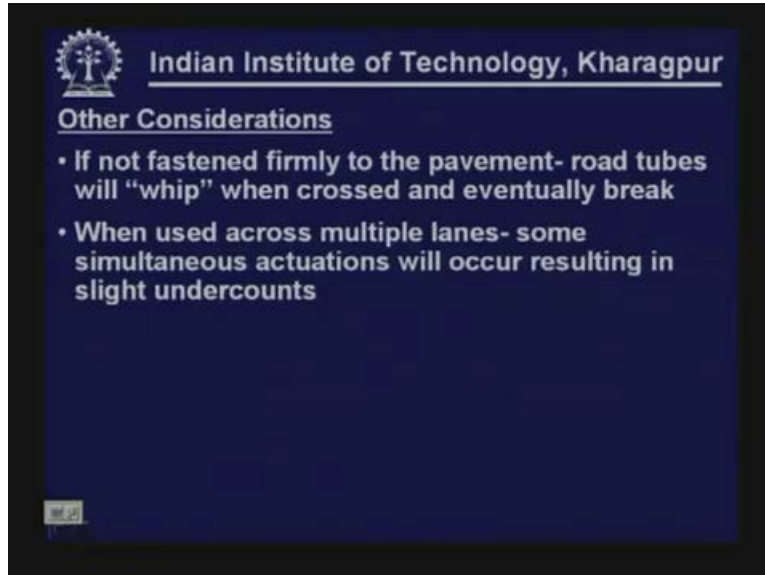 Indian Institute of Technology, Kharagpur
Other Considerations
• If not fastened firmly to the pavement- road tubes
will “whip” when crossed and eventually break
• When used across multiple lanes- some
simultaneous actuations will occur resulting in
slight undercounts